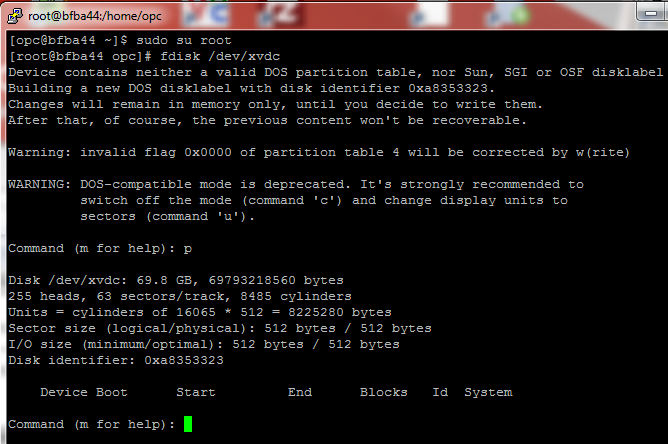 root@bfba44:/home/opc
[opc@bfba44 ~]$ sudo su root
[root@bfba44 opc]# fdisk /dev/xvdc
Device contains neither a valid DOS partition table, nor Sun, SGI or OSF disklabel
Building a new DOS disklabel with disk identifier 0xa8353323.
Changes will remain in memory only, until you decide to write them.
After that, of course, the previous content won't be recoverable.
Warning: invalid flag 0x0000 of partition table 4 will be corrected by w(rite)
WARNING: DOS-compatible mode is deprecated. It's strongly recommended to
switch off the mode (command 'c') and change display units to
sectors (command 'u').
Command (m for help): p
Disk /dev/xvdc: 69.8 GB, 69793218560 bytes
255 heads, 63 sectors/track, 8485 cylinders
Units = cylinders of 16065 * 512 = 8225280 bytes
Sector size (logical/physical): 512 bytes / 512 bytes
I/O size (minimum/optimal): 512 bytes / 512 bytes
Disk identifier: 0xa8353323
Device Boot Start End Blocks Id System
Command (m for help):